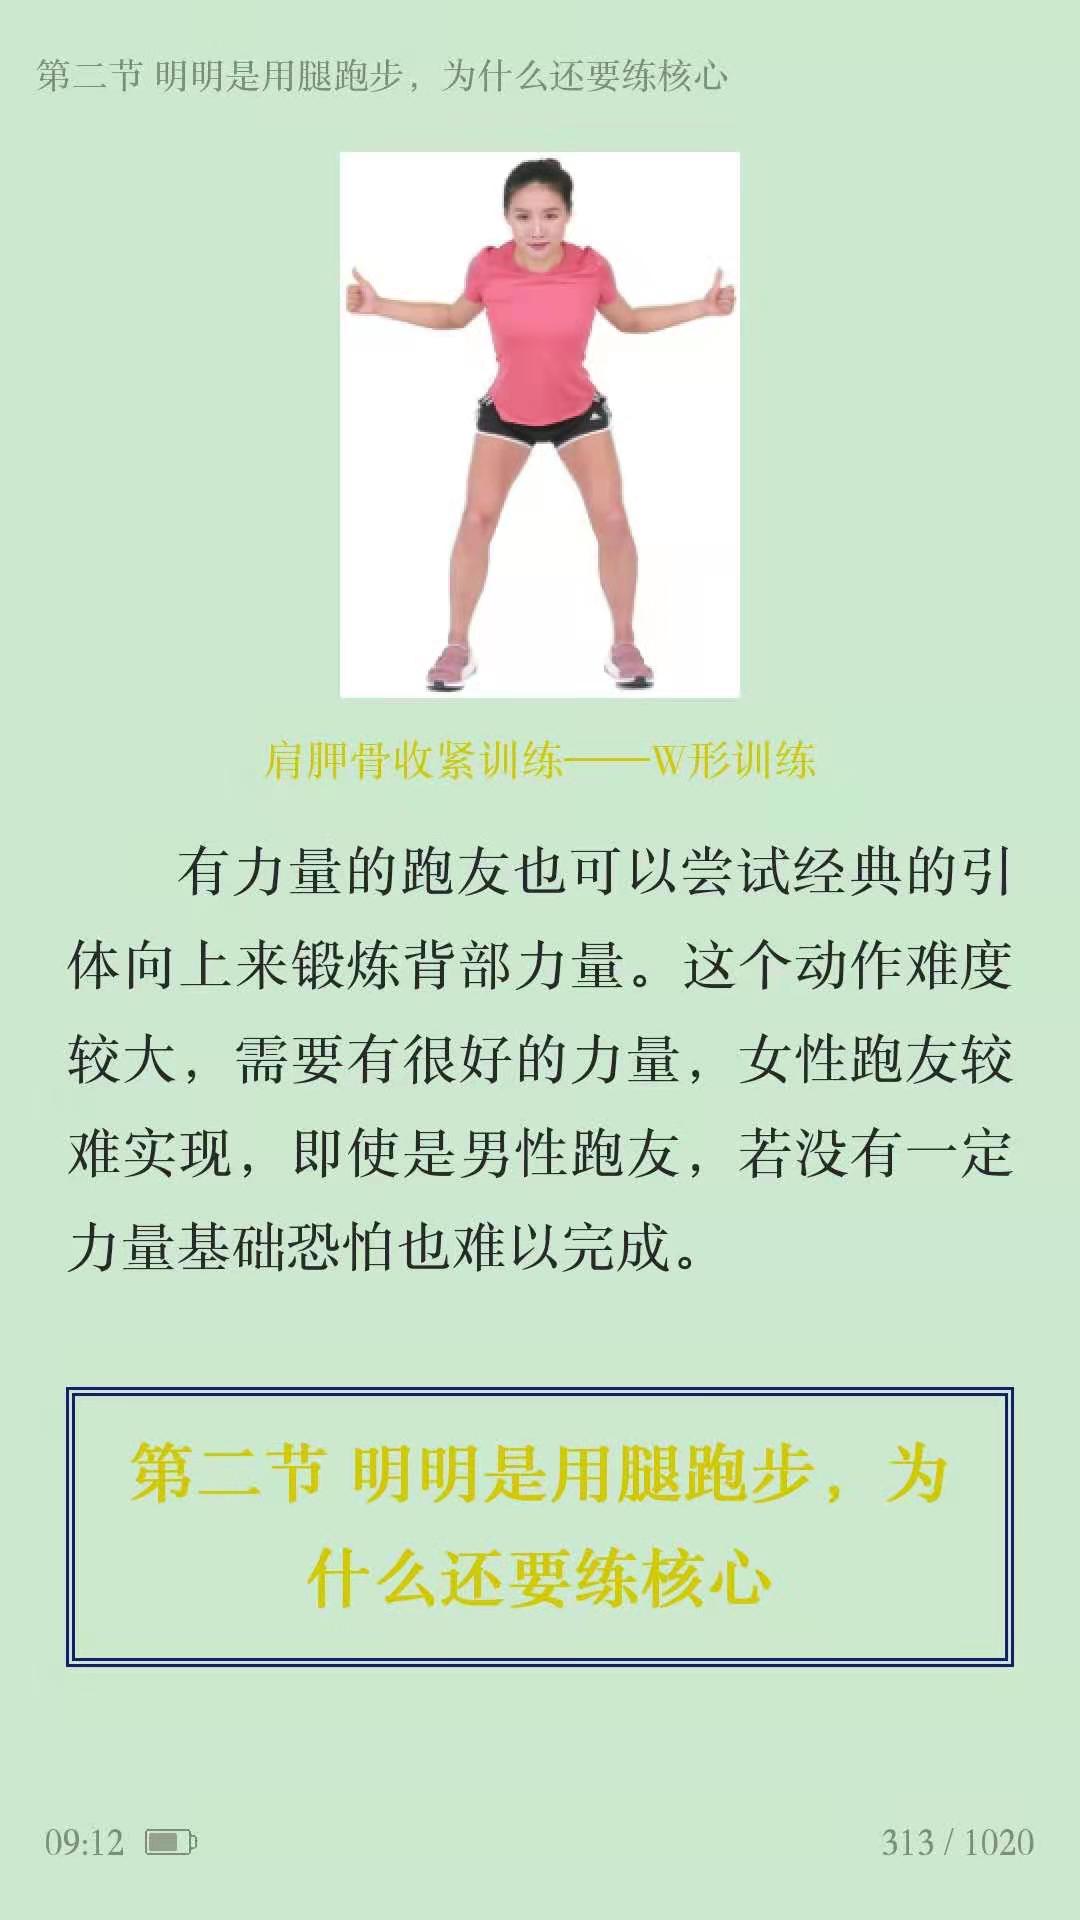 第二节 明明是用腿跑步，为什么还要练核心
肩胛骨收紧训练——W形训练
有力量的跑友也可以尝试经典的引
体向上来锻炼背部力量。这个动作难度
较大，需要有很好的力量，女性跑友较
难实现，即使是男性跑友，若没有一定
力量基础恐怕也难以完成。
第二节 明明是用腿跑步，为
什么还要练核心
09:12
313 / 1020